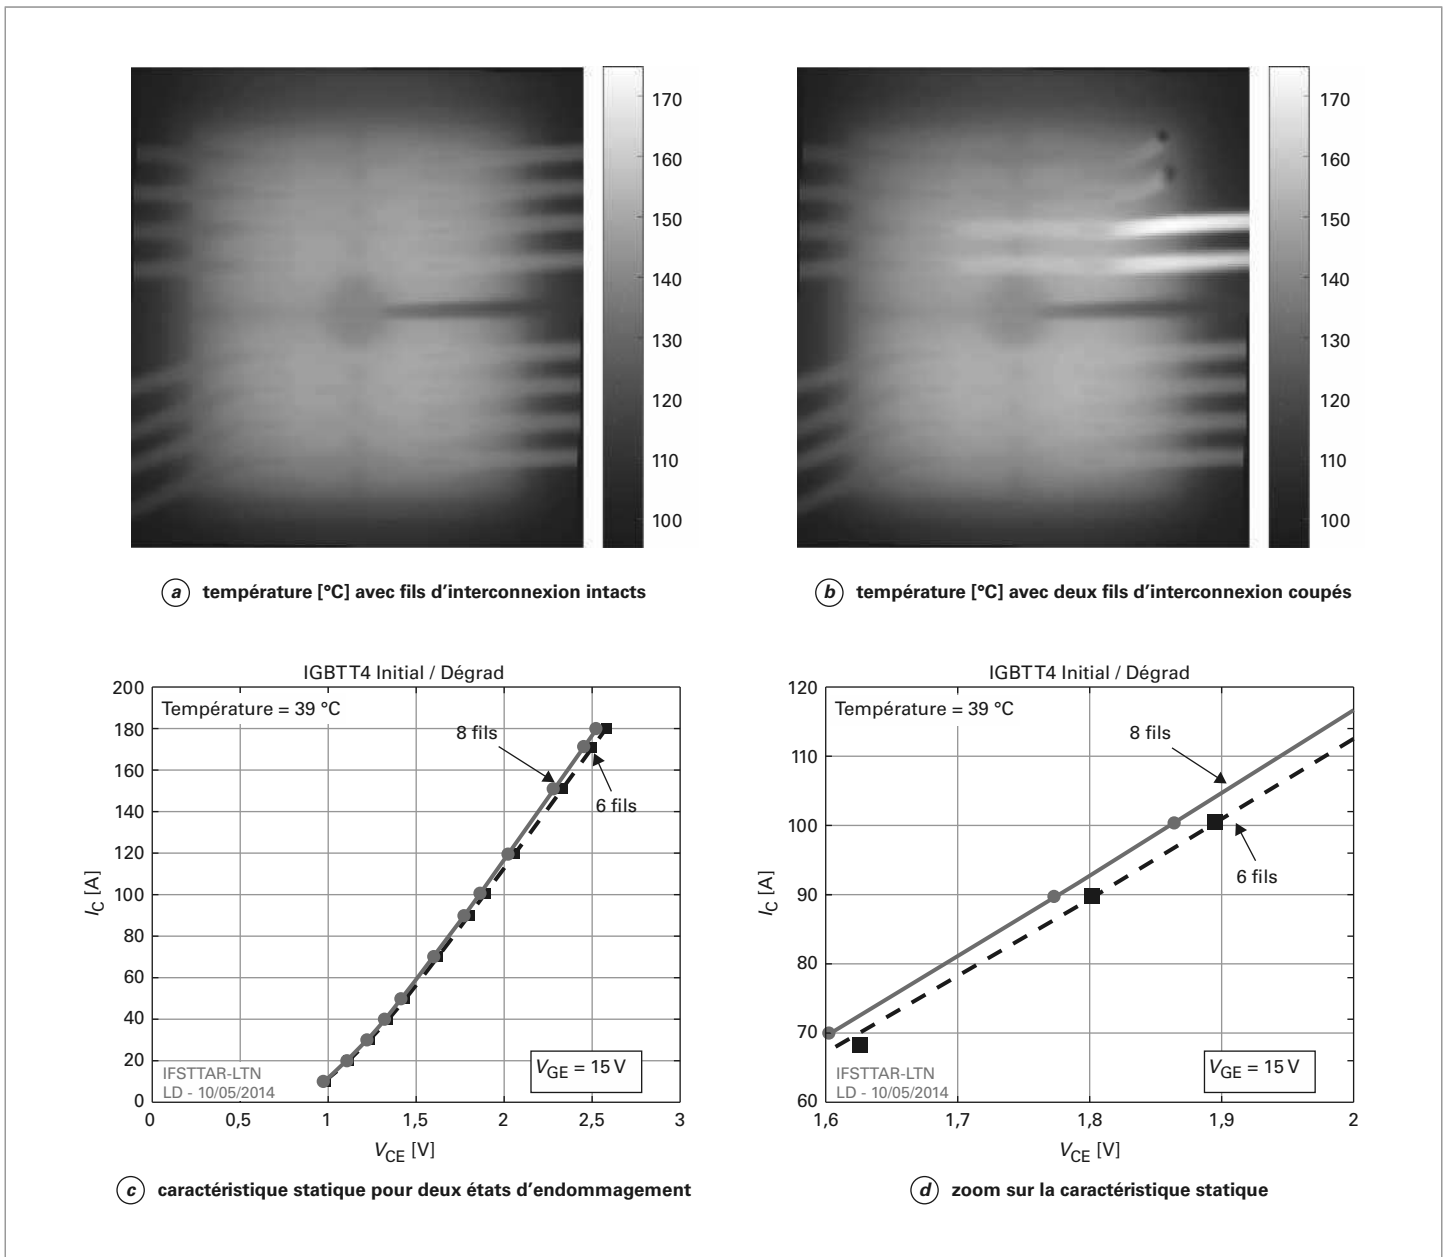 170
160
150
140
130
120
110
100
170
160
150
140
130
120
110
100
a température [°C] avec fils d'interconnexion intacts
b température [°C] avec deux fils d'interconnexion coupés
IGBTT4 Initial / Dégrad
200
180
160
140
120
100
80
60
40
20
0
Température = 39 °C
8 fils
6 fils
IFSTTAR-LTN
LD - 10/05/2014
VGE = 15 V
IC [A]
0 0,5 1 1,5 2 2,5 3
VCE [V]
c caractéristique statique pour deux états d'endommagement
IGBTT4 Initial / Dégrad
120
110
100
90
80
70
60
Température = 39 °C
8 fils
6 fils
IFSTTAR-LTN
LD - 10/05/2014
VGE = 15 V
IC [A]
1,6 1,7 1,8 1,9 2
VCE [V]
d zoom sur la caractéristique statique